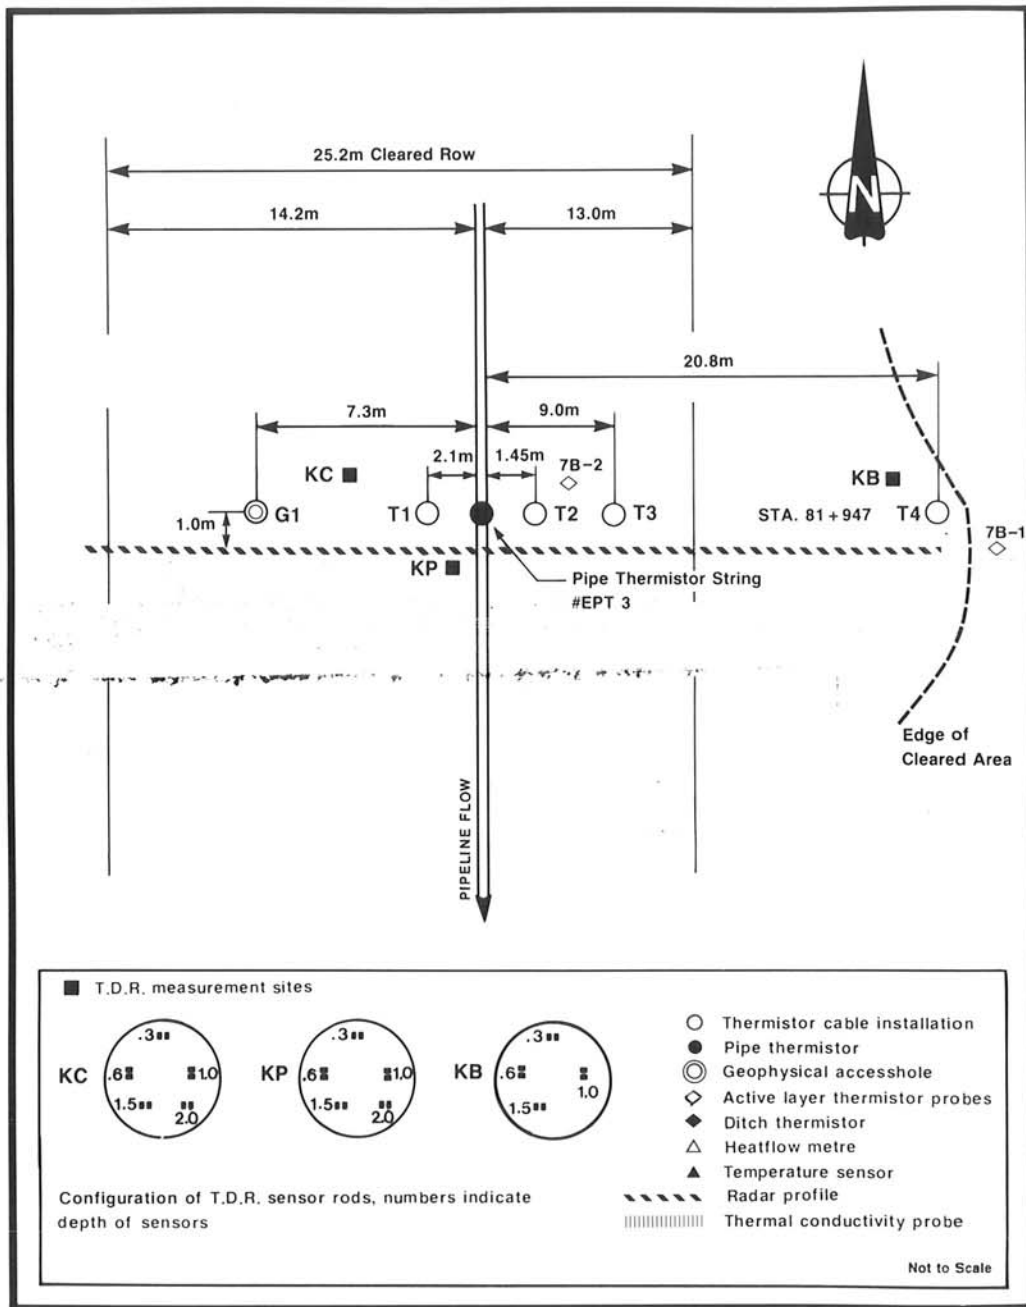 25.2m Cleared Row
N
14.2m
13.0m
20.8m
7.3m
9.0m
2.1m
1.45m
7B-2
KC
KB
1.0m
G1
T1
T2
T3
STA. 81+947
T4
7B-1
KP
Pipe Thermistor String
#EPT 3
Edge of
Cleared Area
PIPELINE FLOW
T.D.R. measurement sites
KC
.3
.6
1.0
1.5
2.0
KP
.3
.6
1.0
1.5
2.0
KB
.3
.6
1.0
1.5
Configuration of T.D.R. sensor rods, numbers indicate
depth of sensors
Thermistor cable installation
Pipe thermistor
Geophysical accesshole
Active layer thermistor probes
Ditch thermistor
Heatflow metre
Temperature sensor
Radar profile
Thermal conductivity probe
Not to Scale